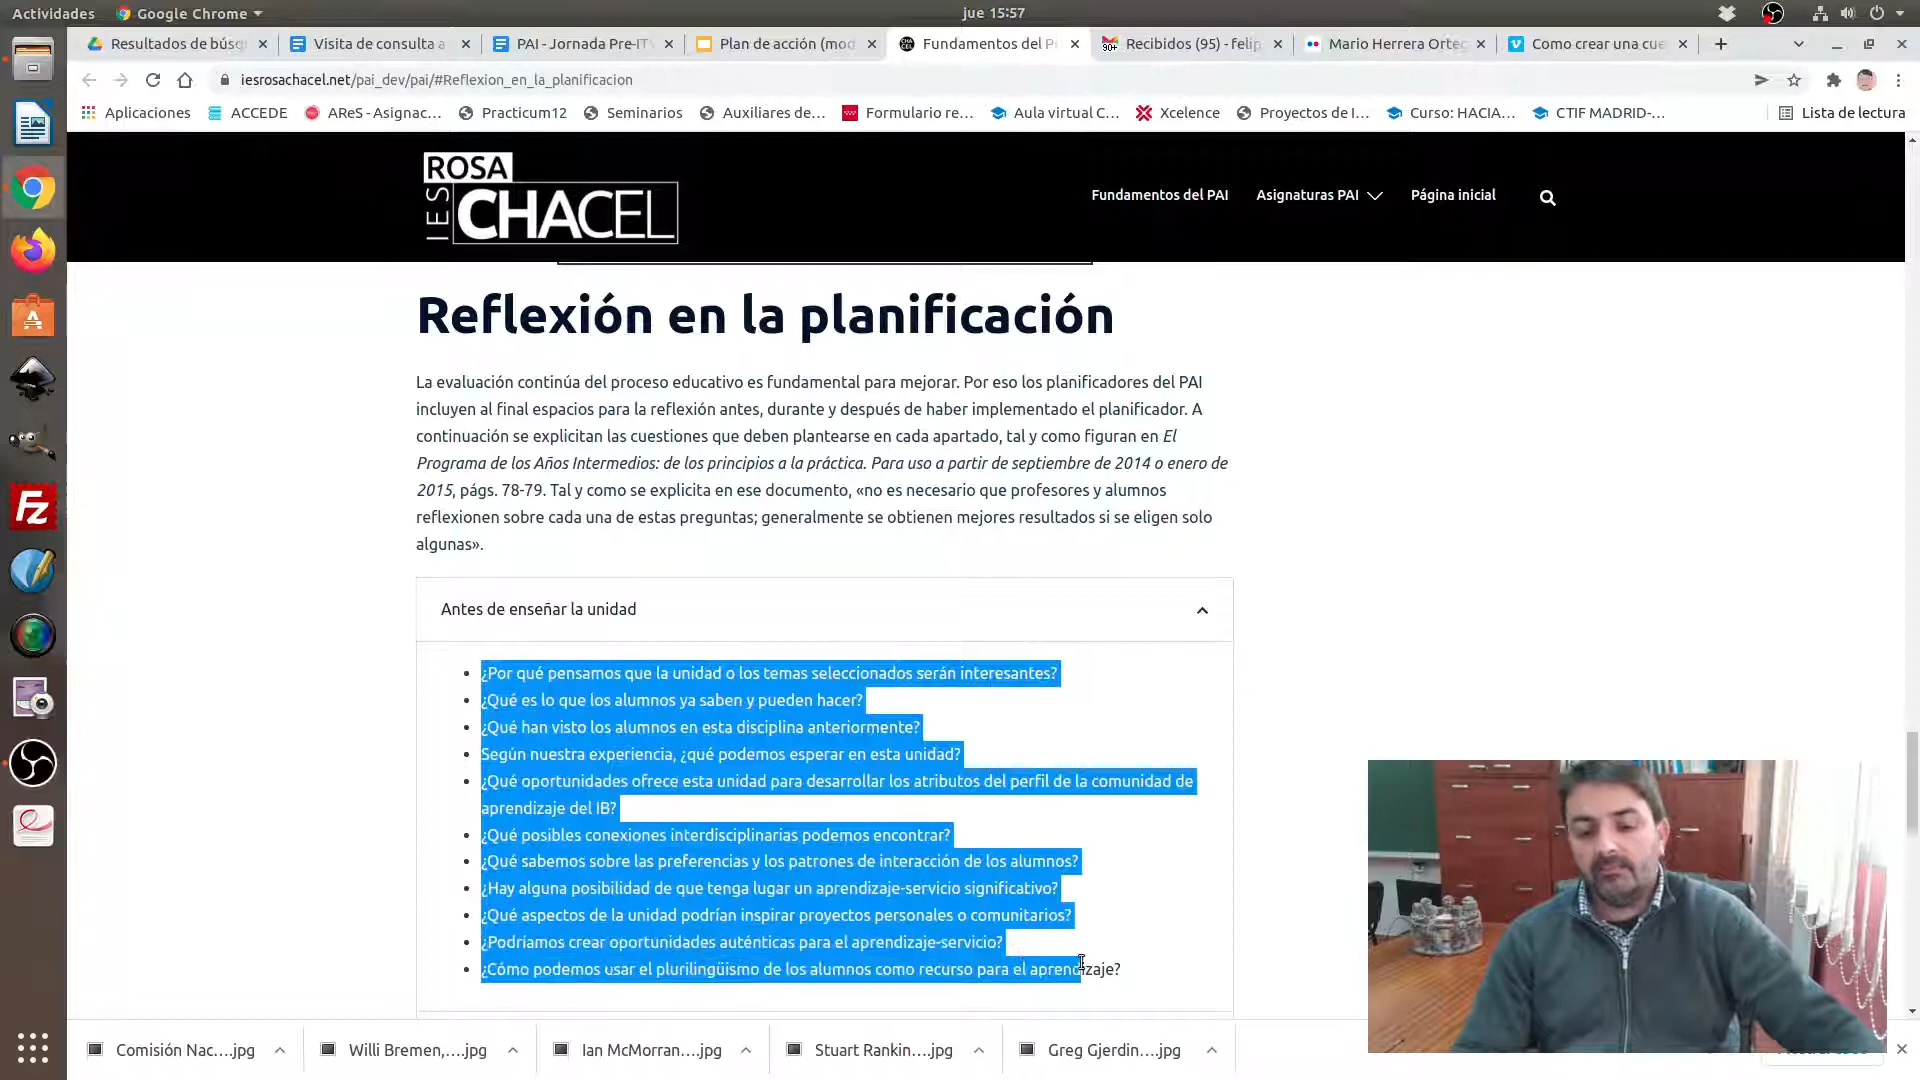 Actividades
Google Chrome
jue 15:57
Resultados de búsq
Visita de consulta a
PAI - Jornada Pre-IT
Plan de acción (mod
Fundamentos del P
Recibidos (95) - felip
Mario Herrera Ortec
Como crear una cue
iesrosachacel.net/pai_dev/pai/#Reflexion_en_la_planificacion
Aplicaciones
ACCEDE
AReS - Asignac...
Practicum12
Seminarios
Auxiliares de...
Formulario re...
Aula virtual C...
Xcelence
Proyectos de I...
Curso: HACIA...
CTIF MADRID-...
Lista de lectura
IES ROSA CHACEL
Fundamentos del PAI
Asignaturas PAI
Página inicial
Reflexión en la planificación
La evaluación continúa del proceso educativo es fundamental para mejorar. Por eso los planificadores del PAI
incluyen al final espacios para la reflexión antes, durante y después de haber implementado el planificador. A
continuación se explicitan las cuestiones que deben plantearse en cada apartado, tal y como figuran en El
Programa de los Años Intermedios: de los principios a la práctica. Para uso a partir de septiembre de 2014 o enero de
2015, págs. 78-79. Tal y como se explicita en ese documento, «no es necesario que profesores y alumnos
reflexionen sobre cada una de estas preguntas; generalmente se obtienen mejores resultados si se eligen solo
algunas».
Antes de enseñar la unidad
¿Por qué pensamos que la unidad o los temas seleccionados serán interesantes?
¿Qué es lo que los alumnos ya saben y pueden hacer?
¿Qué han visto los alumnos en esta disciplina anteriormente?
Según nuestra experiencia, ¿qué podemos esperar en esta unidad?
¿Qué oportunidades ofrece esta unidad para desarrollar los atributos del perfil de la comunidad de
aprendizaje del IB?
¿Qué posibles conexiones interdisciplinarias podemos encontrar?
¿Qué sabemos sobre las preferencias y los patrones de interacción de los alumnos?
¿Hay alguna posibilidad de que tenga lugar un aprendizaje-servicio significativo?
¿Qué aspectos de la unidad podrían inspirar proyectos personales o comunitarios?
¿Podríamos crear oportunidades auténticas para el aprendizaje-servicio?
¿Cómo podemos usar el plurilingüismo de los alumnos como recurso para el aprendizaje?
Comisión Nac....jpg
Willi Bremen,....jpg
Ian McMorran....jpg
Stuart Rankin....jpg
Greg Gjerdin....jpg